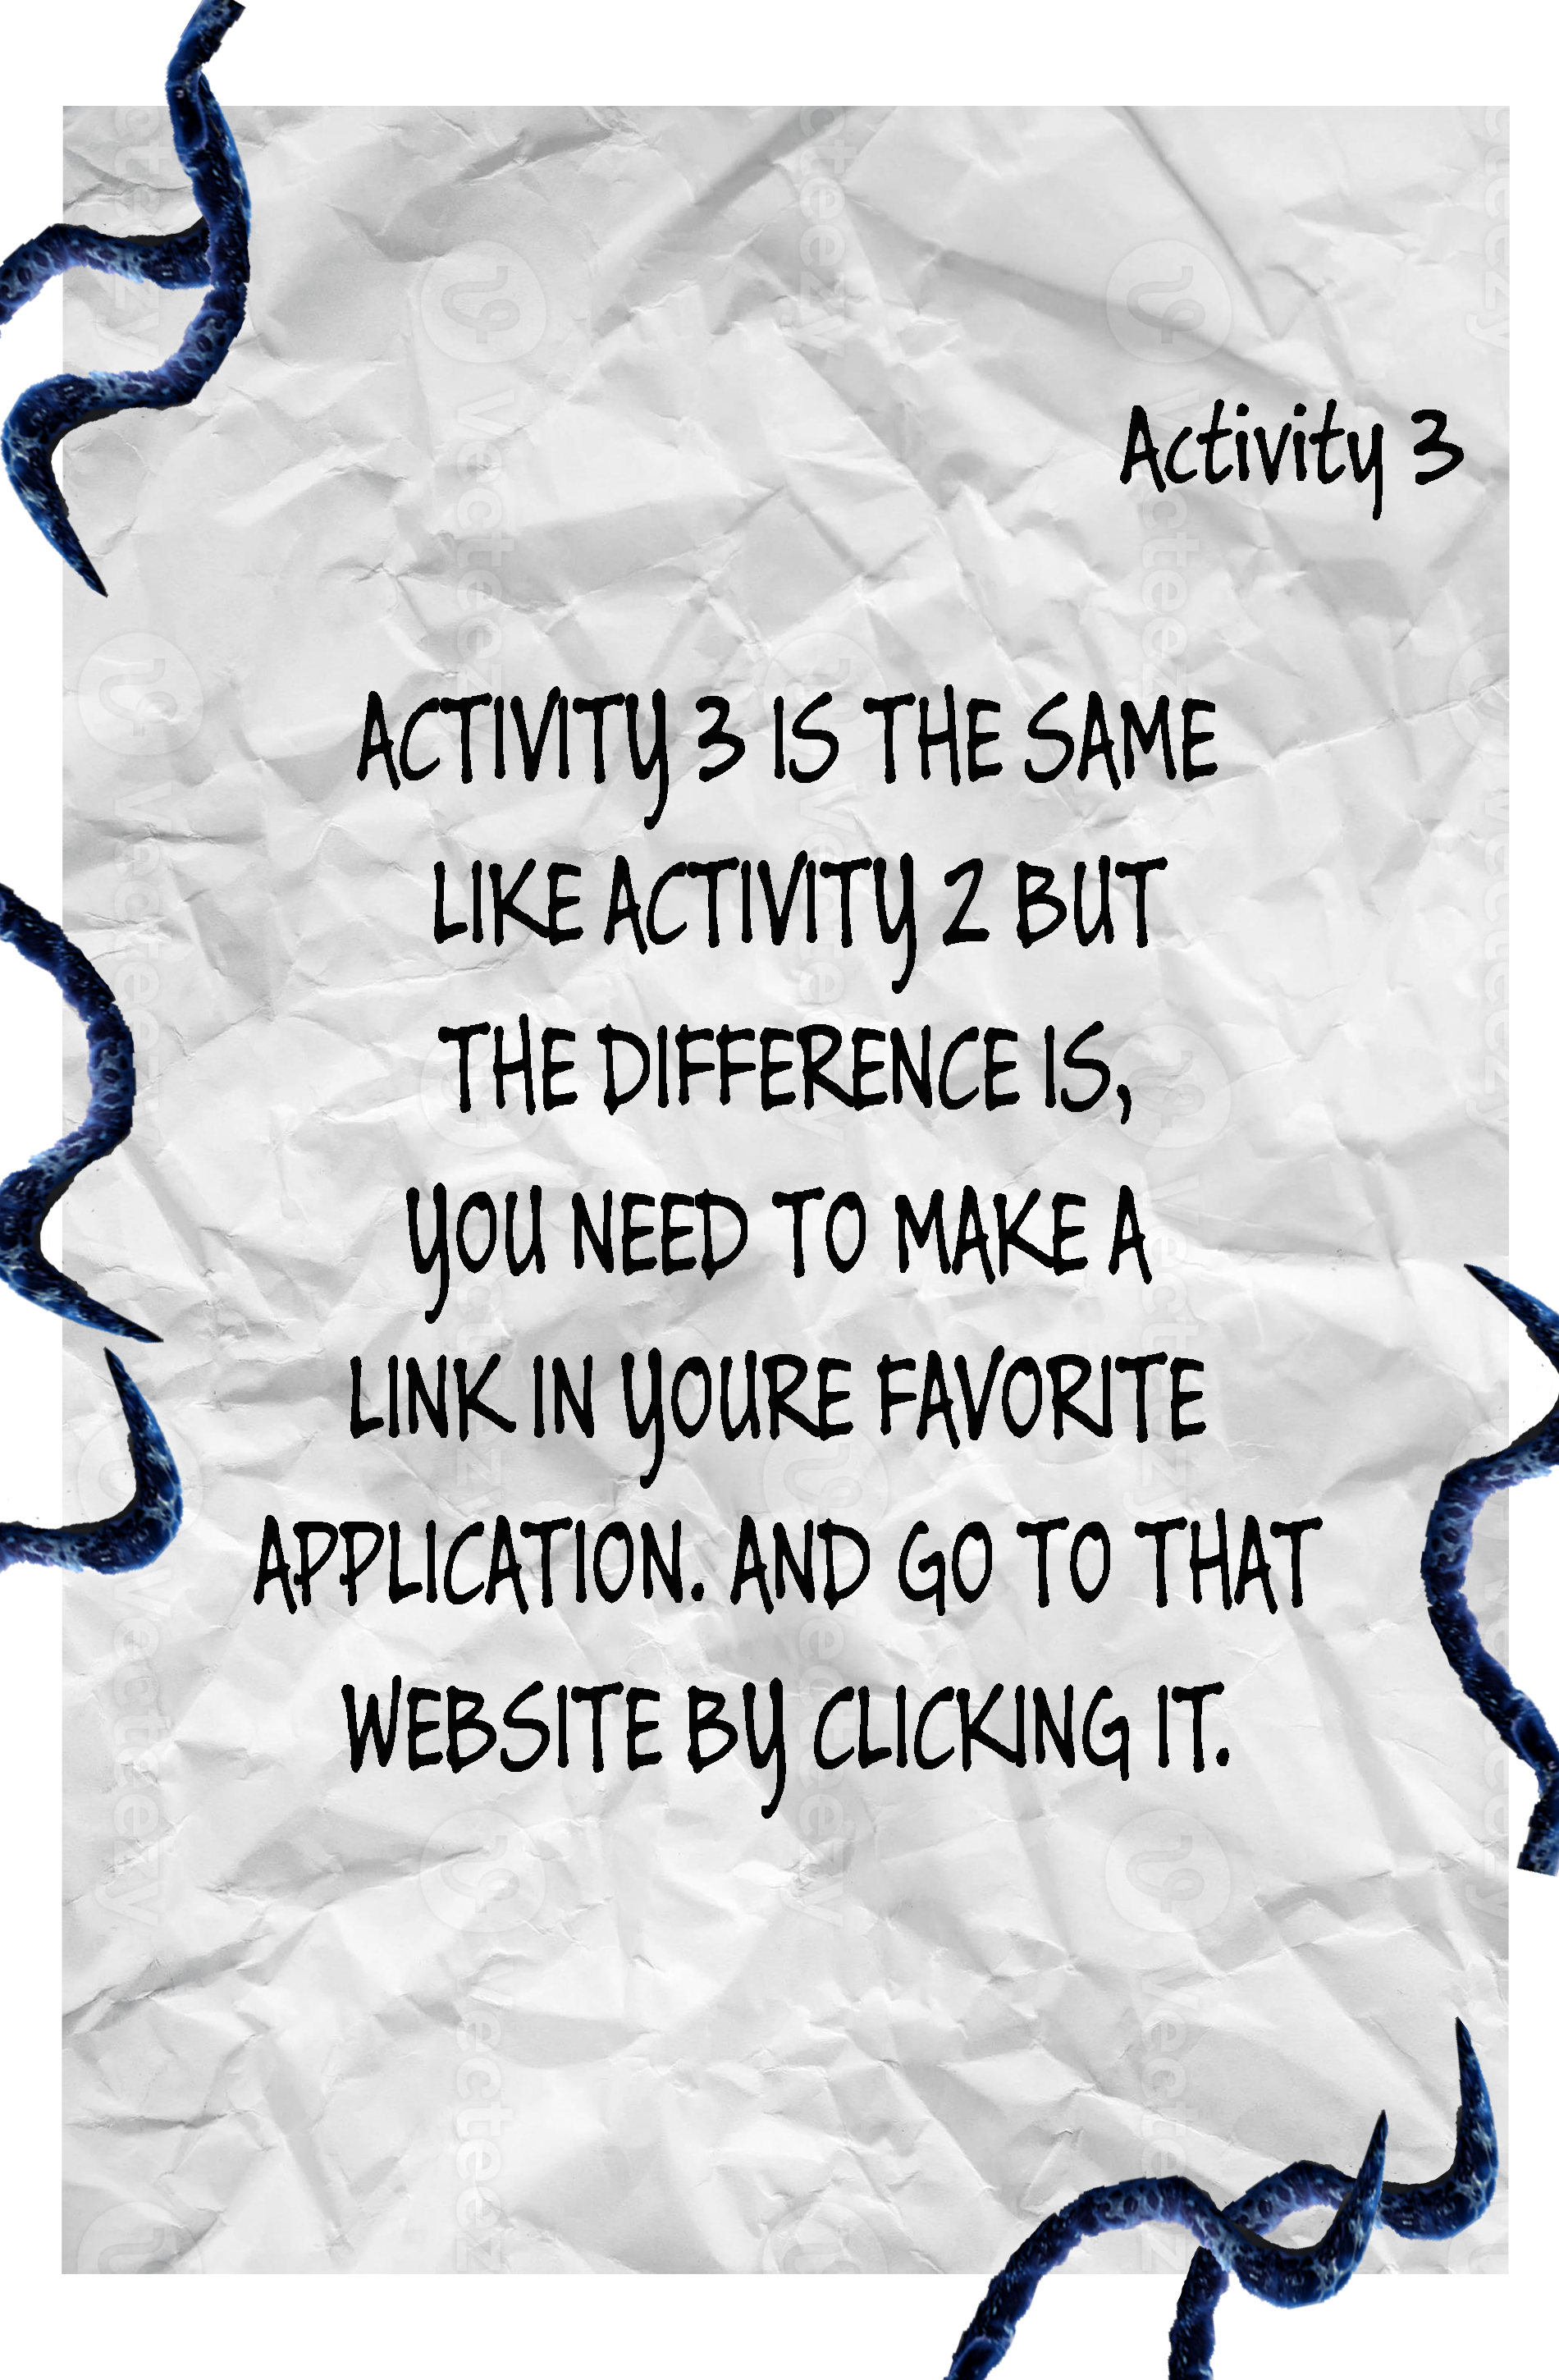 Activity 3
ACTIVITY 3 IS THE SAME
LIKE ACTIVITY 2 BUT
THE DIFFERENCE IS,
YOU NEED TO MAKE A
LINK IN YOURE FAVORITE
APPLICATION. AND GO TO THAT
WEBSITE BY CLICKING IT.